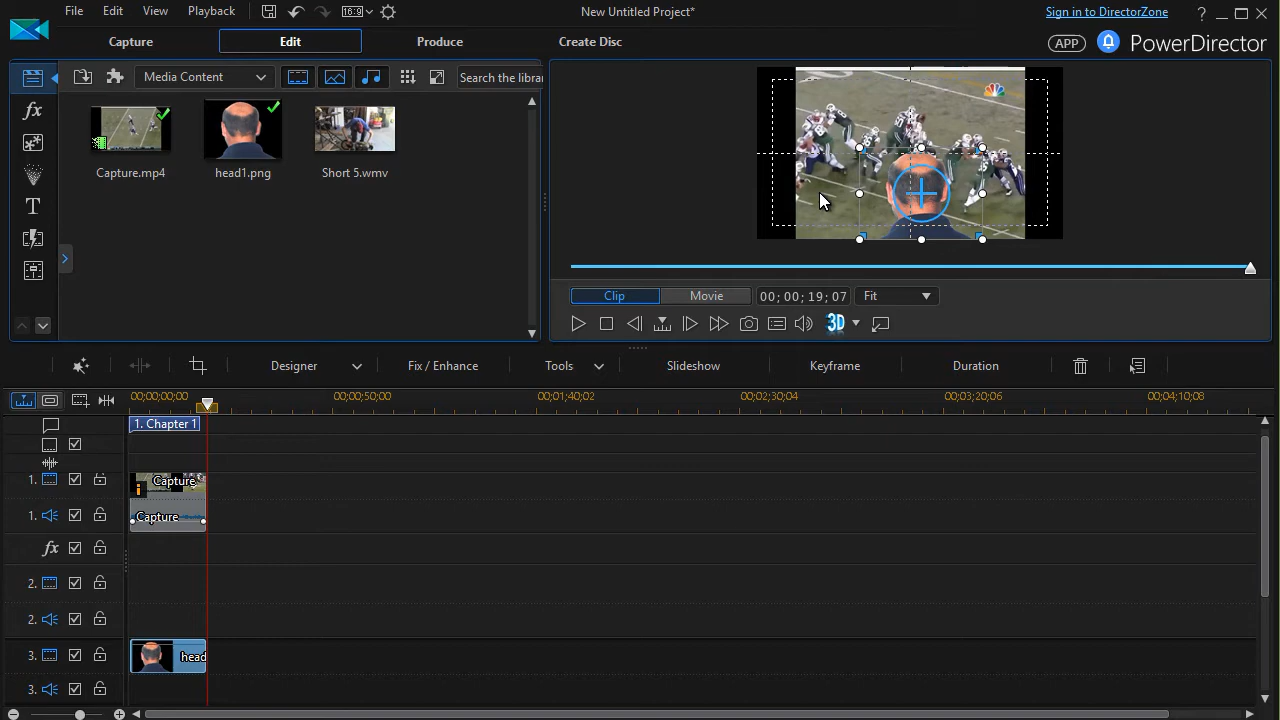 File Edit View Playback 16:9 New Untitled Project* Sign in to DirectorZone ?
Capture Edit Produce Create Disc APP PowerDirector
fx Media Content Search the librar
Capture.mp4 head1.png Short 5.wmv
T
Clip Movie 00; 00; 19; 07 Fit
3D
Designer Fix / Enhance Tools Slideshow Keyframe Duration
00;00;00;00 00;00;50;00 00;01;40;02 00;02;30;04 00;03;20;06 00;04;10;08
1. Chapter 1
1. Capture
1. Capture
fx
2.
2.
3. head
3.